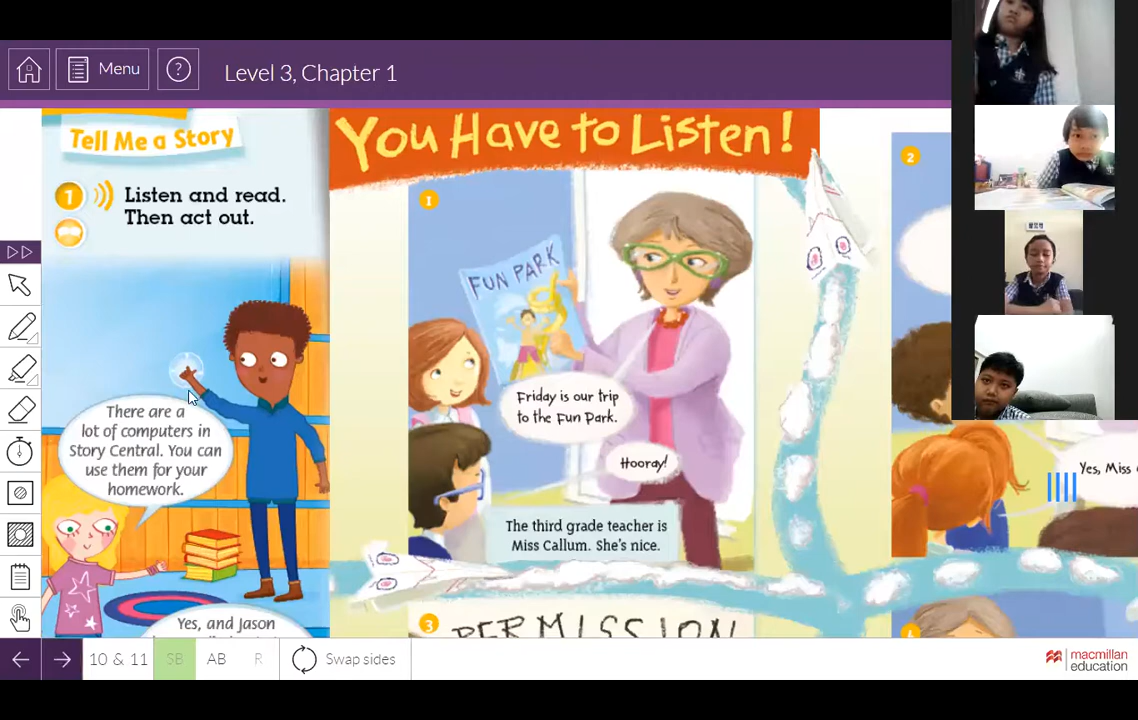 Menu
?
Level 3, Chapter 1
Tell Me a Story
1
Listen and read.
Then act out.
There are a
lot of computers in
Story Central. You can
use them for your
homework.
Yes, and Jason
You Have to Listen!
1
FUN PARK
Friday is our trip
to the Fun Park.
Hooray!
The third grade teacher is
Miss Callum. She's nice.
2
Yes, Miss
3
PERMISSION
4
10 & 11
SB
AB
R
Swap sides
macmillan
education